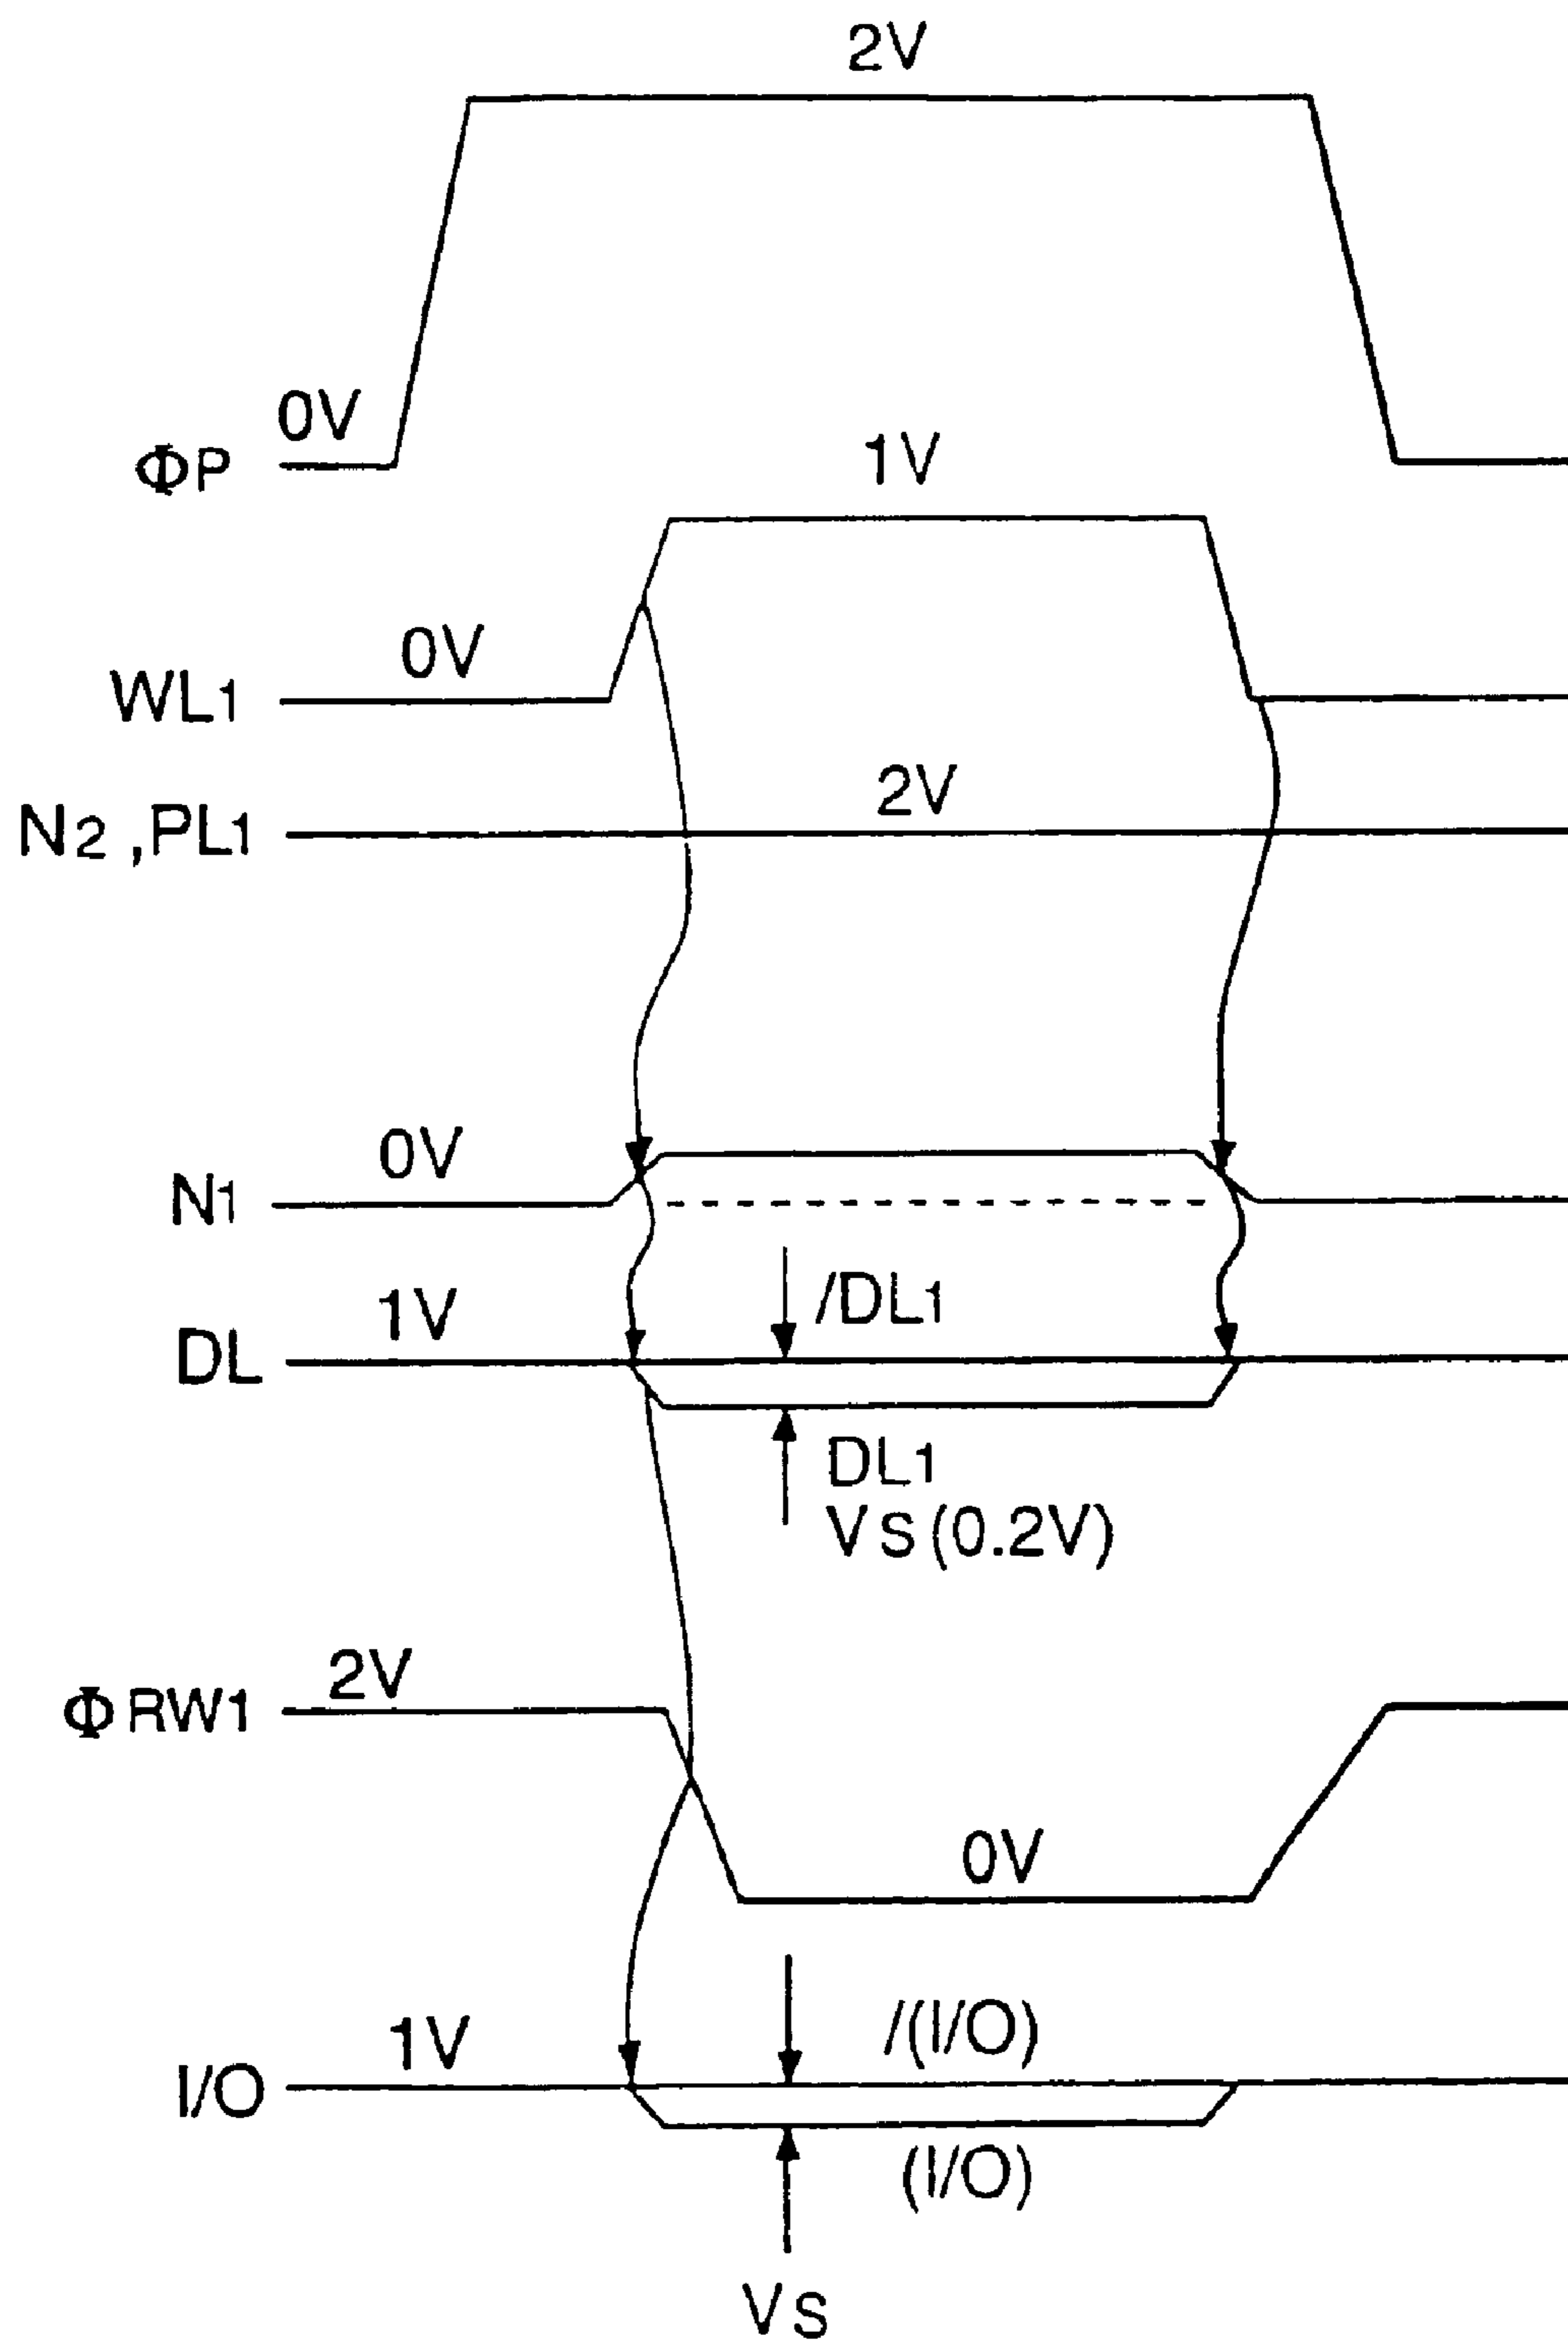 2V
0V
ΦP
1V
0V
WL1
2V
N2,PL1
0V
N1
1V
/DL1
DL
DL1
VS(0.2V)
2V
ΦRW1
0V
1V
/(I/O)
I/O
(I/O)
VS